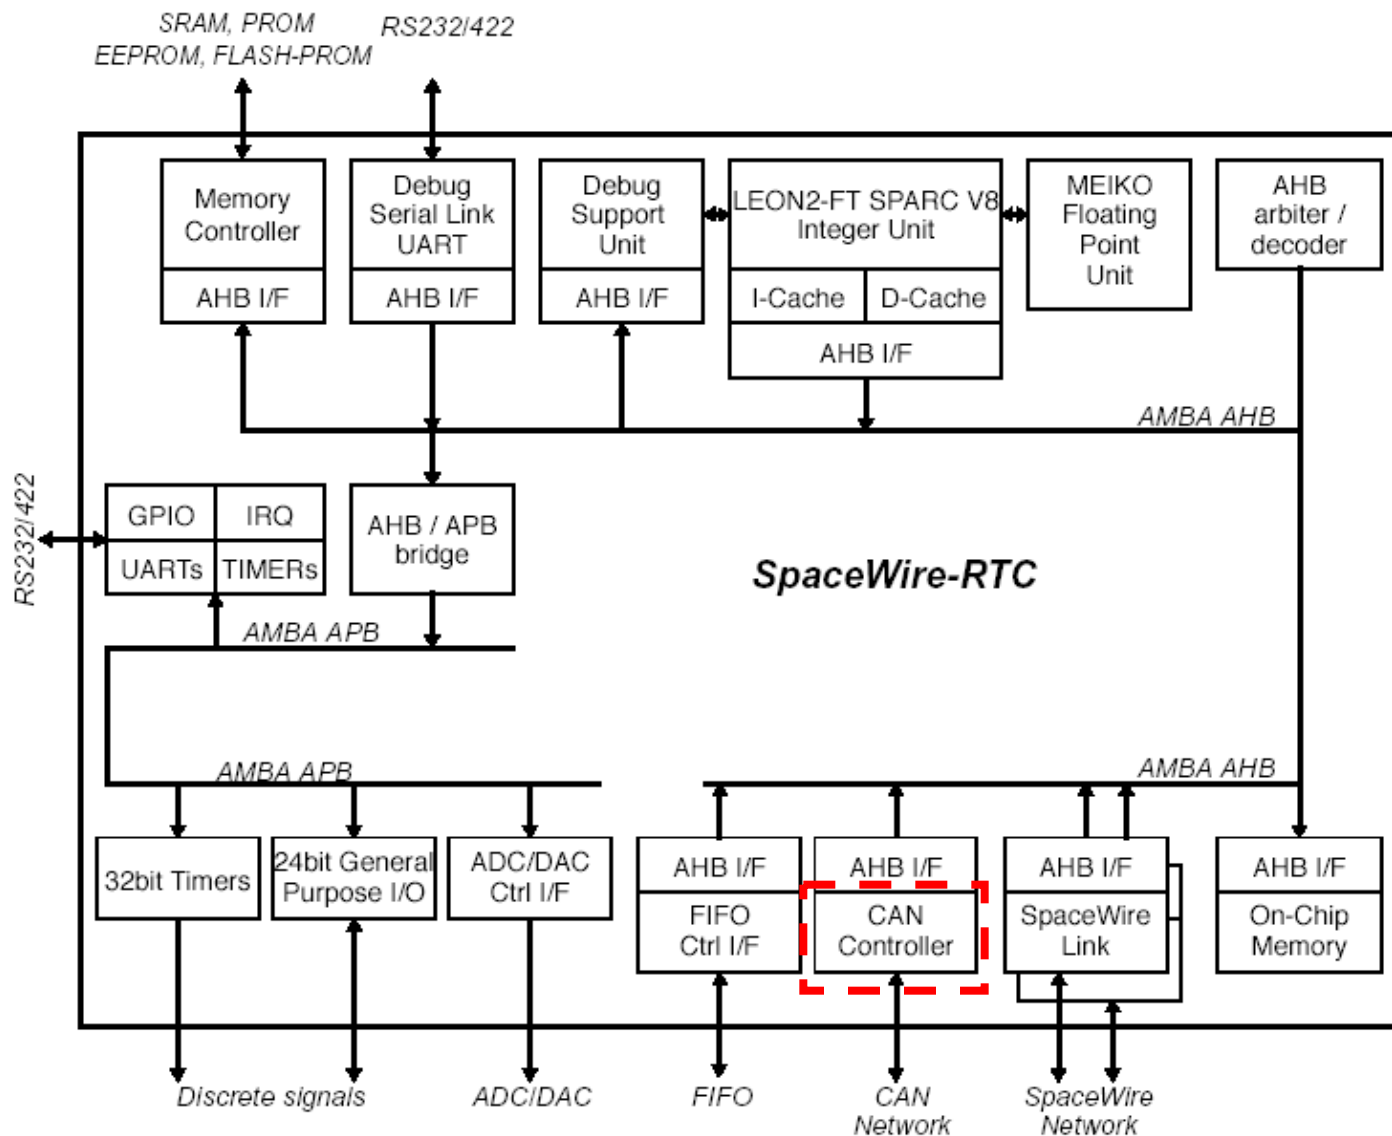 SRAM, PROM
EEPROM, FLASH-PROM
RS232/422
Memory
Controller
AHB I/F
Debug
Serial Link
UART
AHB I/F
Debug
Support
Unit
AHB I/F
LEON2-FT SPARC V8
Integer Unit
I-Cache
D-Cache
AHB I/F
MEIKO
Floating
Point
Unit
AHB
arbiter /
decoder
AMBA AHB
RS232/422
GPIO
IRQ
UARTs
TIMERs
AHB / APB
bridge
SpaceWire-RTC
AMBA APB
AMBA APB
AMBA AHB
32bit Timers
24bit General
Purpose I/O
ADC/DAC
Ctrl I/F
AHB I/F
FIFO
Ctrl I/F
AHB I/F
CAN
Controller
AHB I/F
SpaceWire
Link
AHB I/F
On-Chip
Memory
Discrete signals
ADC/DAC
FIFO
CAN
Network
SpaceWire
Network